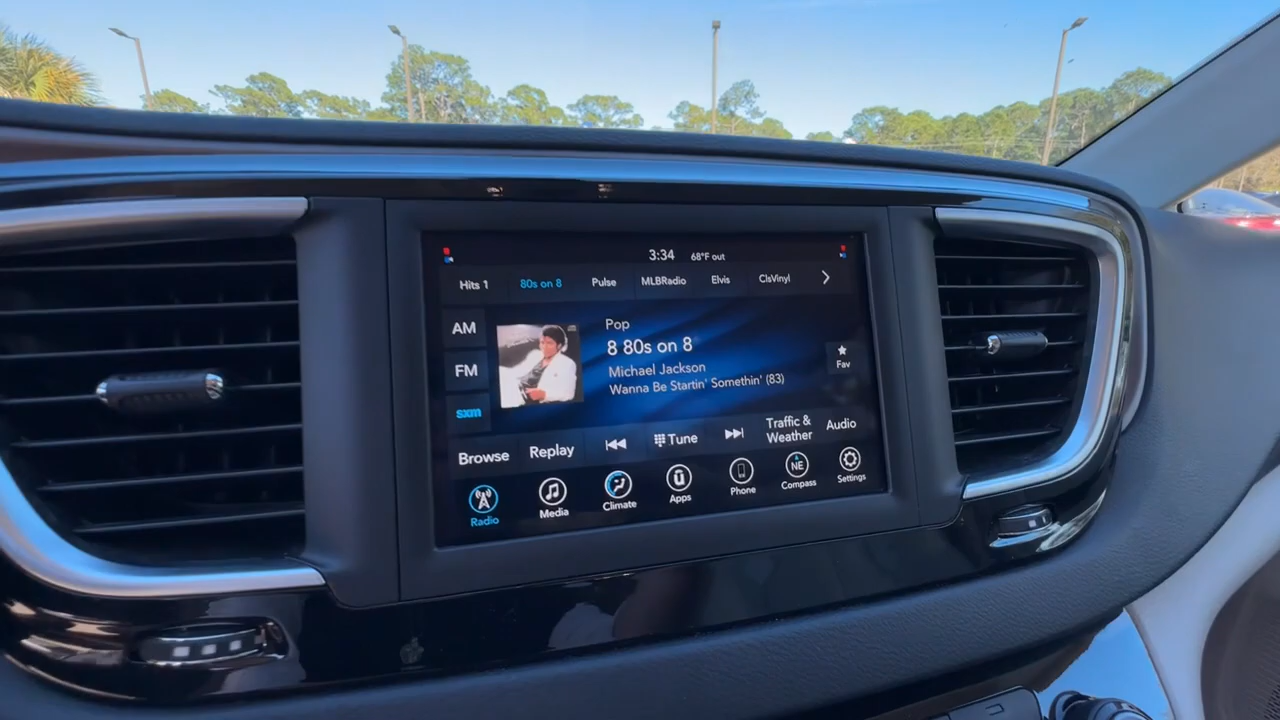 3:34 68°F out
Hits 1 80s on 8 Pulse MLBRadio Elvis ClsVinyl
AM
FM
sxm
Pop
8 80s on 8
Michael Jackson
Wanna Be Startin' Somethin' (83)
Fav
Browse Replay Tune Traffic & Weather Audio
Radio Media Climate Apps Phone NE Compass Settings